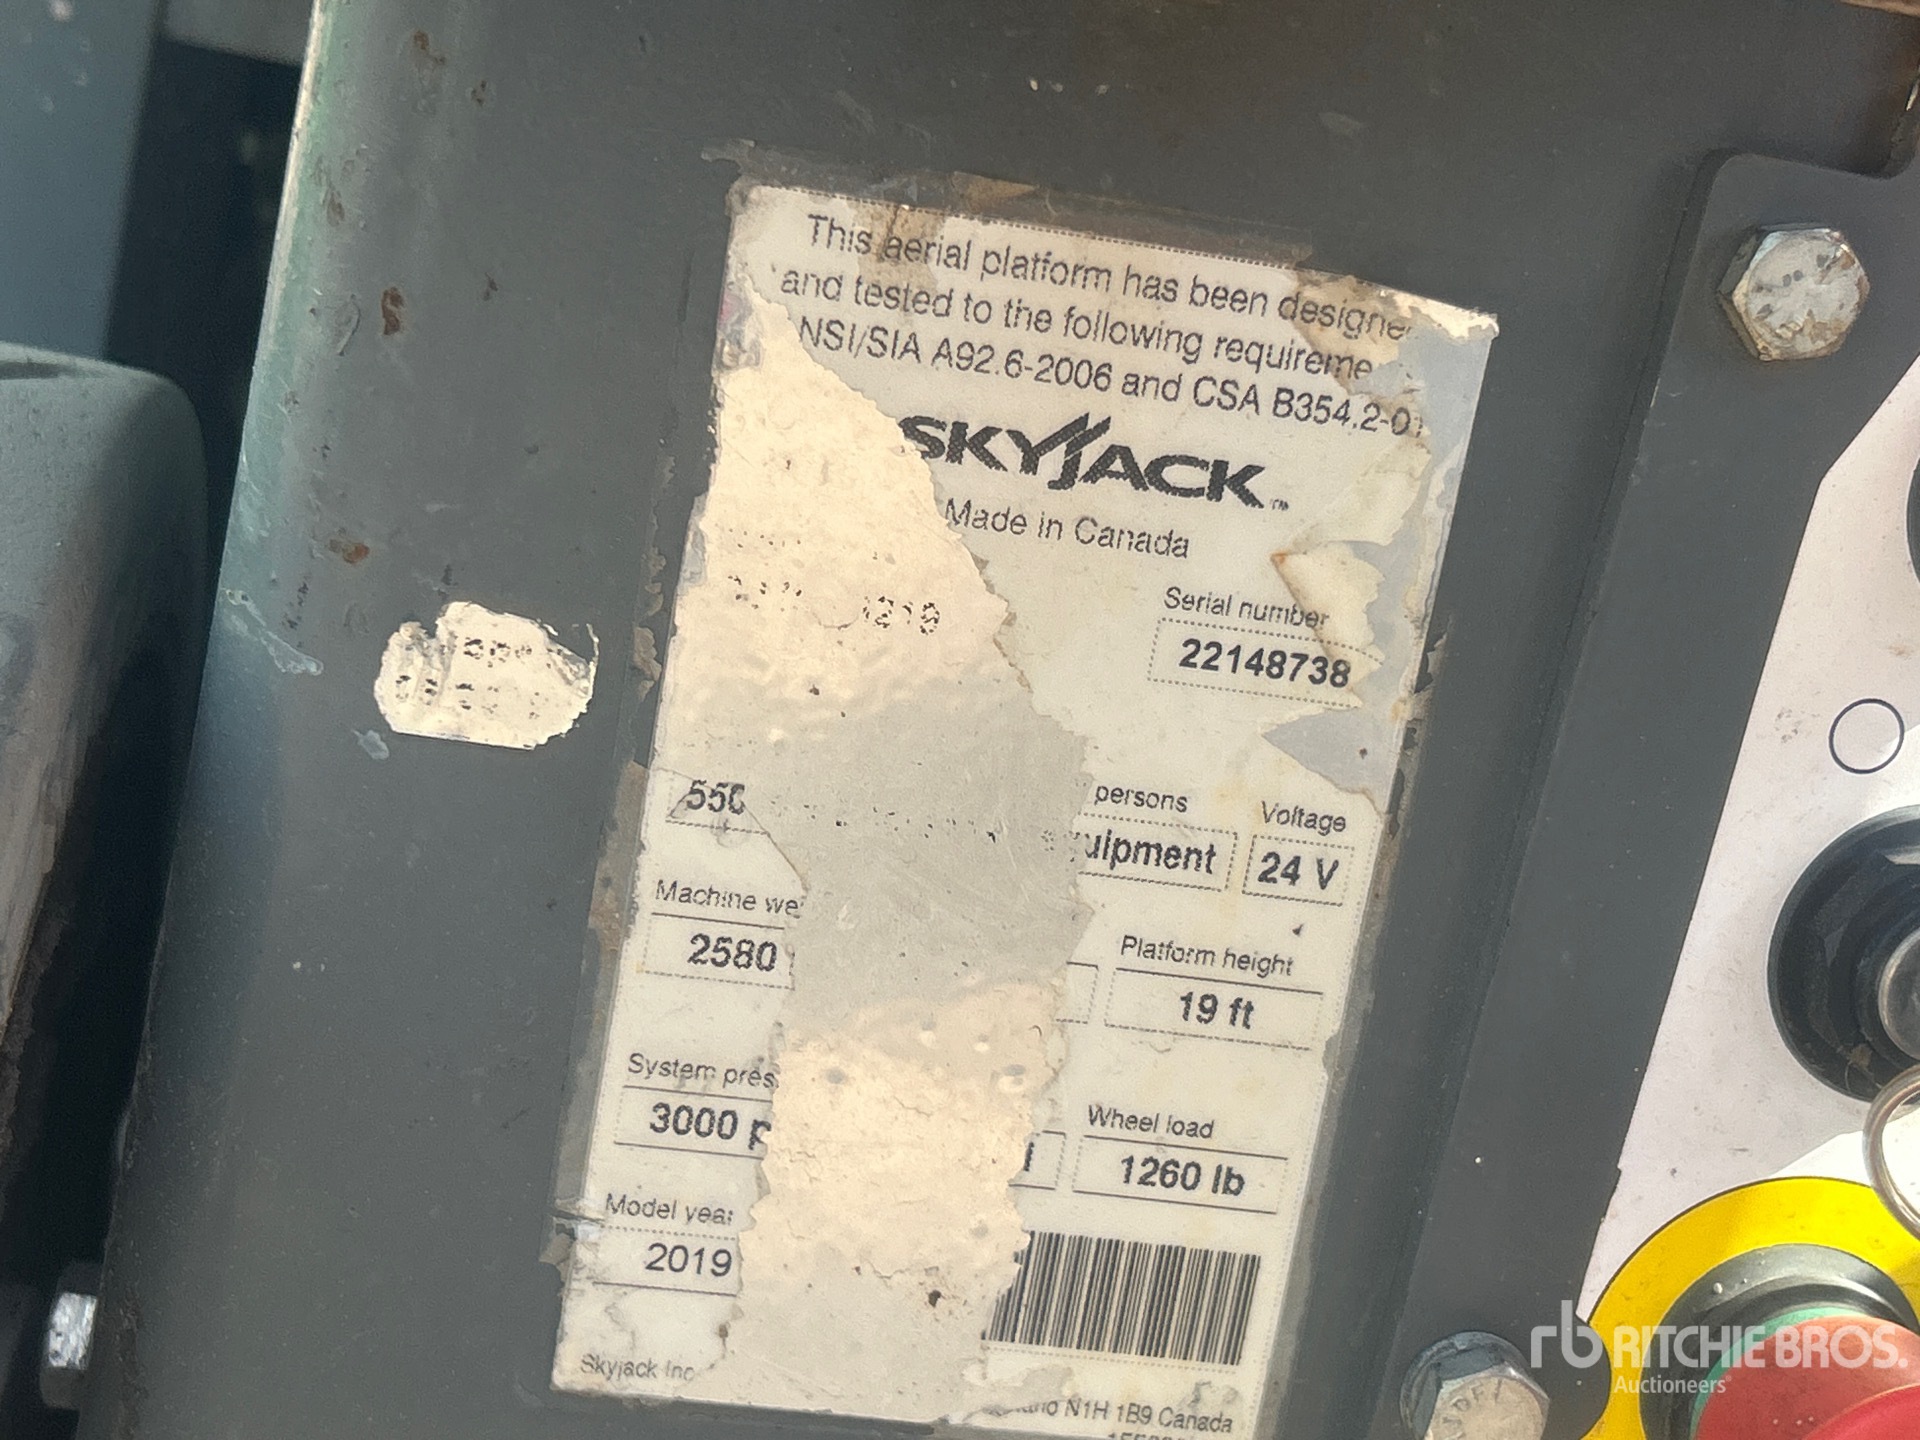 This aerial platform has been designe
and tested to the following requireme
NSI/SIA A92.6-2006 and CSA B354.2-01
SKYJACK
Made in Canada
Serial number
22148738
550
persons
Voltage
uipment
24 V
Machine we
2580
Platform height
19 ft
System pres
3000 p
Wheel load
1260 lb
Model year
2019
Skyjack Inc
N1H 1B9 Canada
rb RITCHIE BROS.
Auctioneers